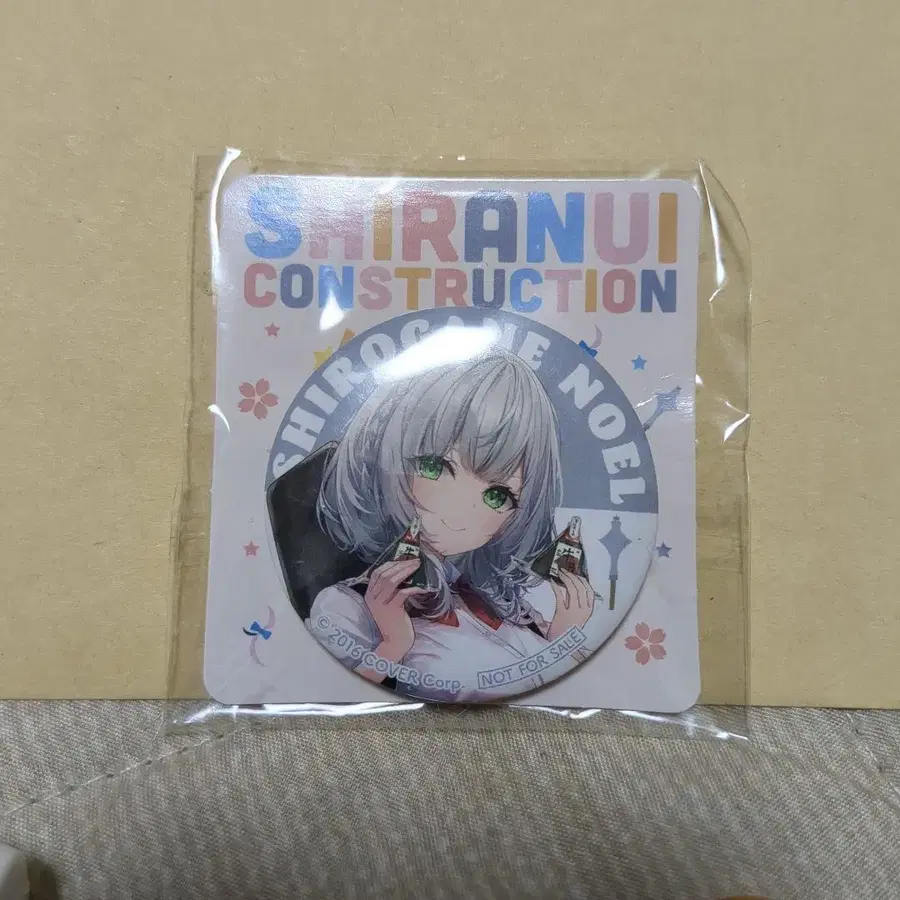 SHIRANUI
CONSTRUCTION
SHIROGANE NOEL
© 2016 COVER Corp.
NOT FOR SALE